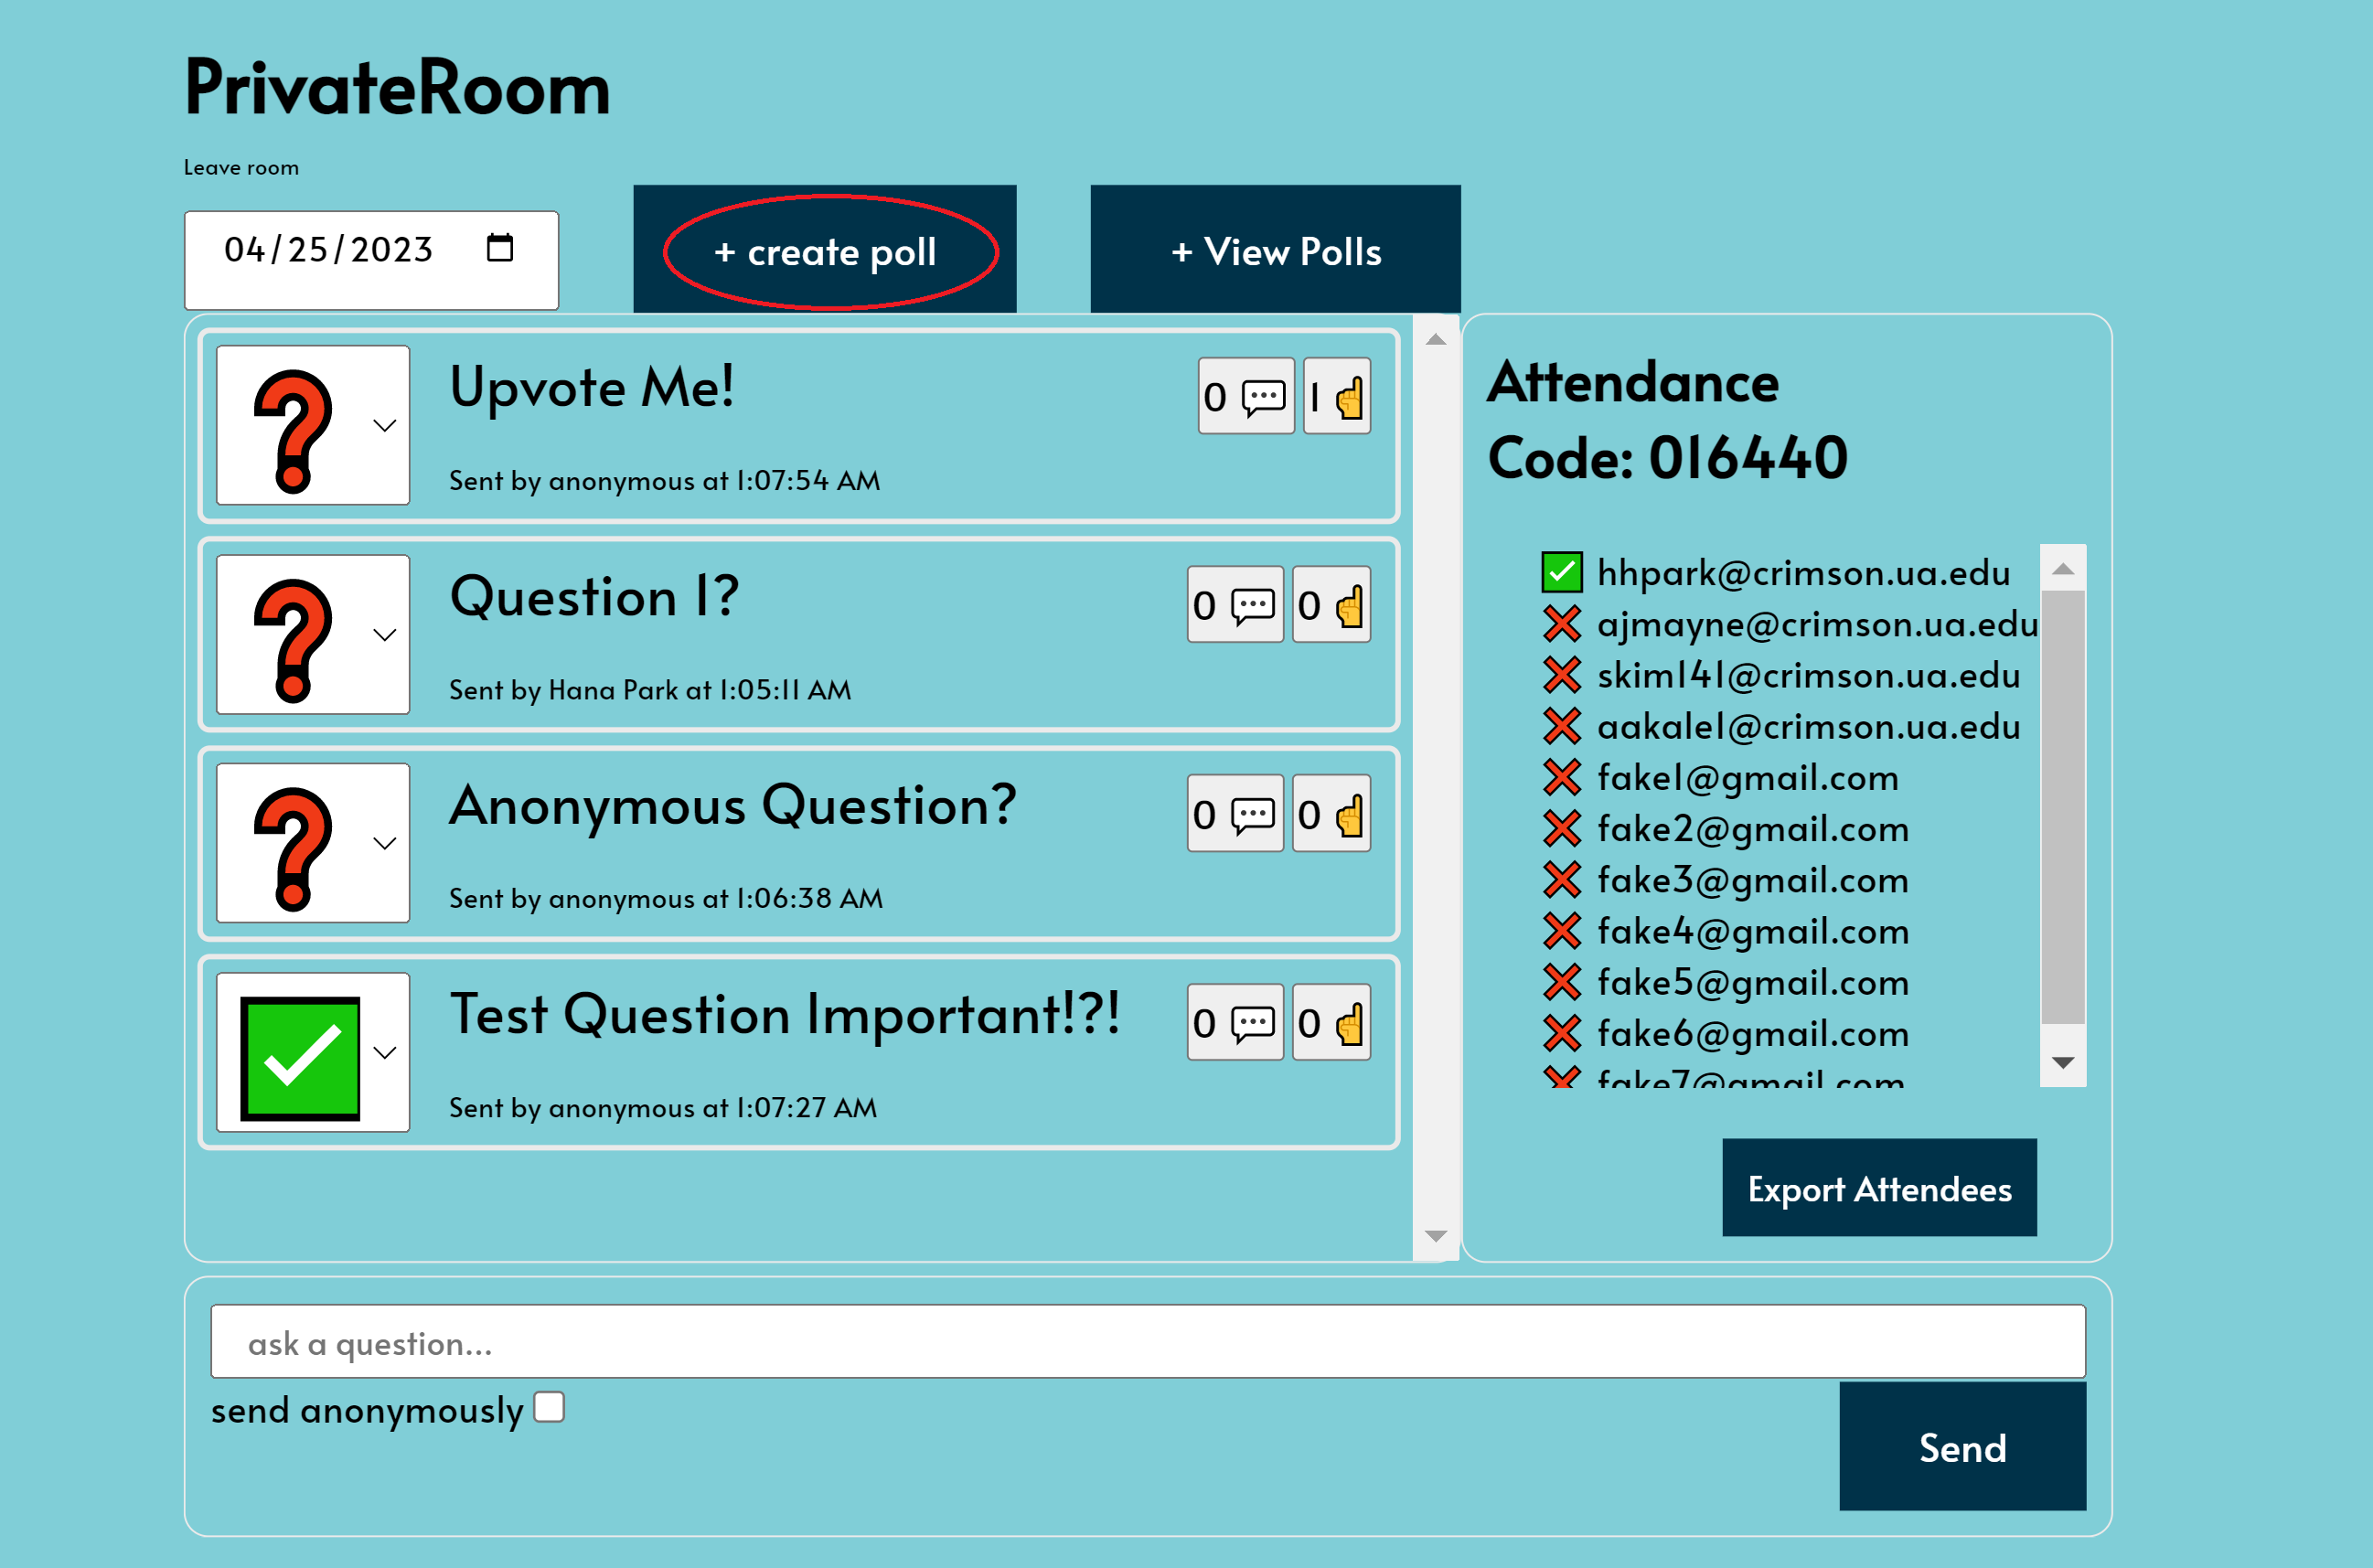 PrivateRoom
Leave room
04/25/2023
+ create poll
+ View Polls
Upvote Me!
0
1
Sent by anonymous at 1:07:54 AM
Question 1?
0
0
Sent by Hana Park at 1:05:11 AM
Anonymous Question?
0
0
Sent by anonymous at 1:06:38 AM
Test Question Important!?!
0
0
Sent by anonymous at 1:07:27 AM
Attendance
Code: 016440
hhpark@crimson.ua.edu
ajmayne@crimson.ua.edu
skim141@crimson.ua.edu
aakale1@crimson.ua.edu
fake1@gmail.com
fake2@gmail.com
fake3@gmail.com
fake4@gmail.com
fake5@gmail.com
fake6@gmail.com
fake7@gmail.com
Export Attendees
ask a question...
send anonymously
Send